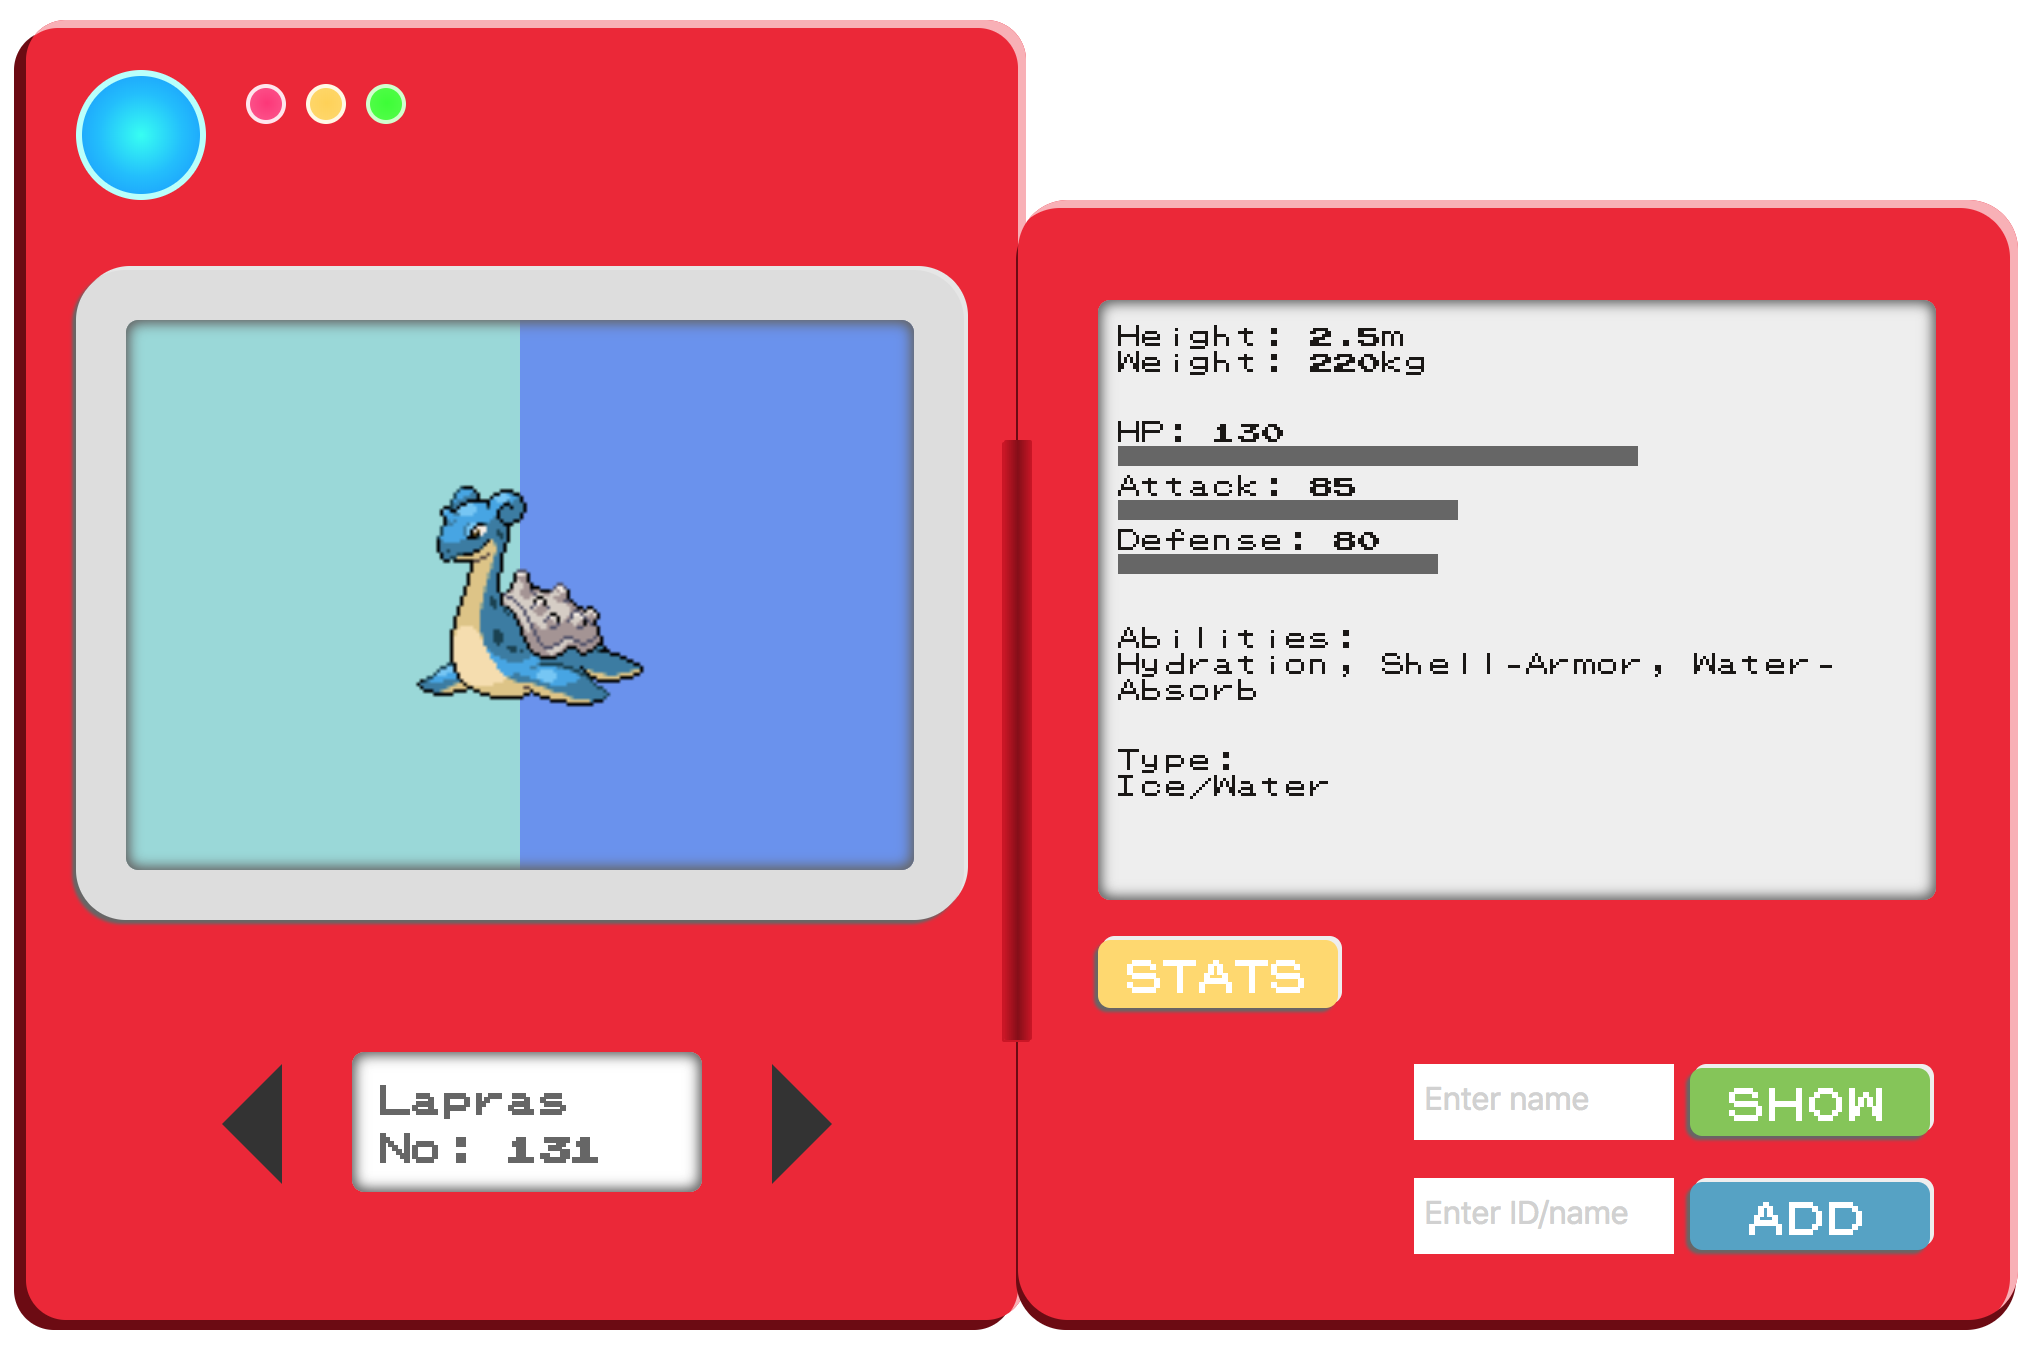 Height: 2.5m
Weight: 220kg
HP: 130
Attack: 85
Defense: 80
Abilities:
Hydration, Shell-Armor, Water-
Absorb
Type:
Ice/Water
STATS
Lapras
No: 131
Enter name
SHOW
Enter ID/name
ADD